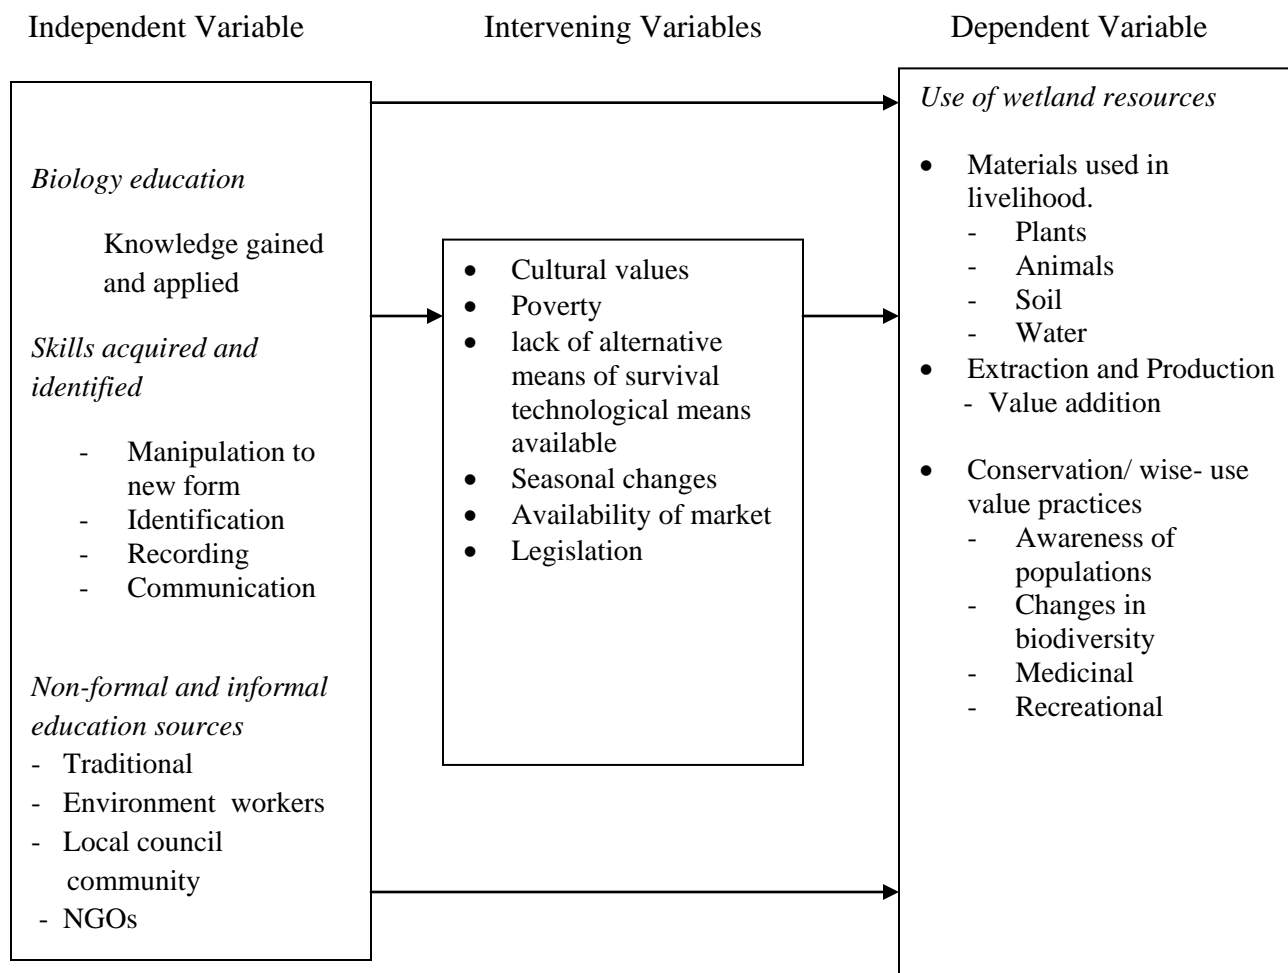 Independent Variable
Intervening Variables
Dependent Variable
Biology education
Knowledge gained
and applied
Skills acquired and
identified
- Manipulation to
new form
- Identification
- Recording
- Communication
Non-formal and informal
education sources
- Traditional
- Environment workers
- Local council
community
- NGOs
• Cultural values
• Poverty
• lack of alternative
means of survival
technological means
available
• Seasonal changes
• Availability of market
• Legislation
Use of wetland resources
• Materials used in
livelihood.
- Plants
- Animals
- Soil
- Water
• Extraction and Production
- Value addition
• Conservation/ wise- use
value practices
- Awareness of
populations
- Changes in
biodiversity
- Medicinal
- Recreational